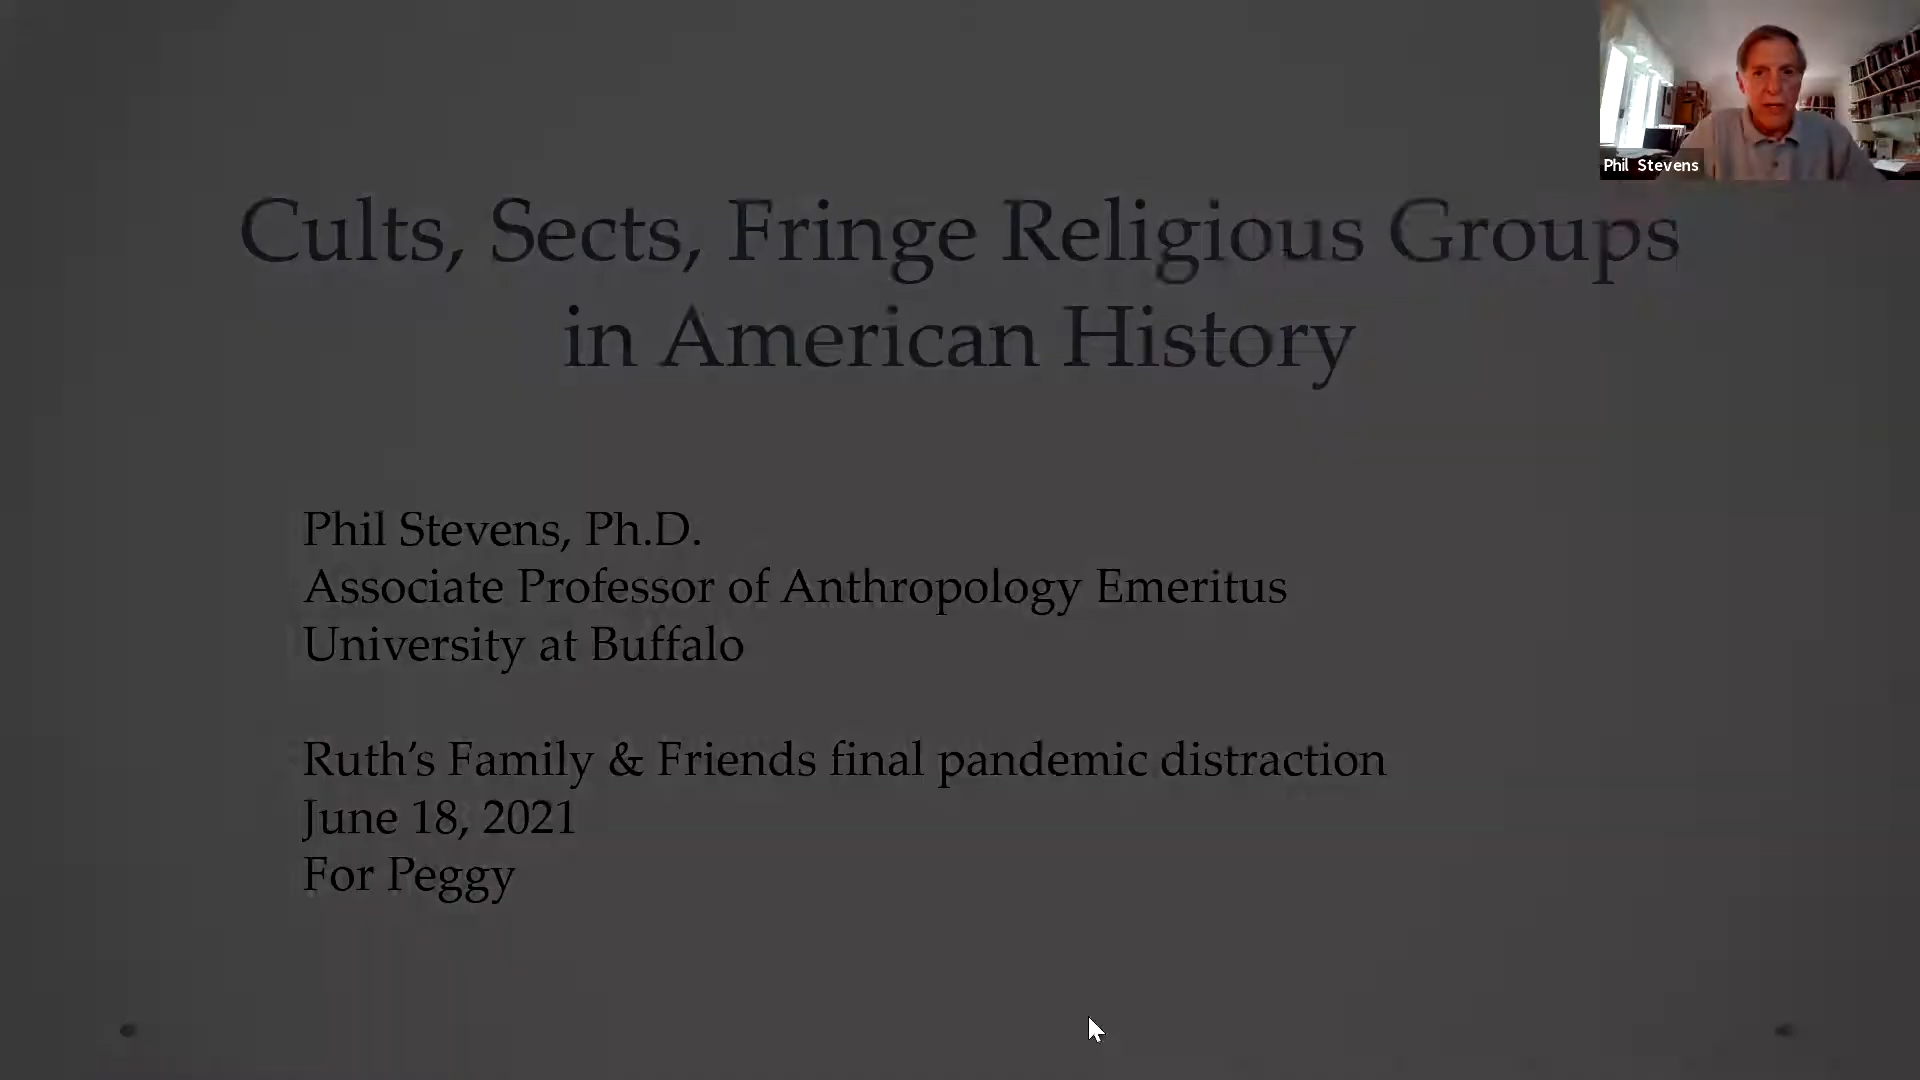 Phil Stevens
Cults, Sects, Fringe Religious Groups
in American History
Phil Stevens, Ph.D.
Associate Professor of Anthropology Emeritus
University at Buffalo
Ruth's Family & Friends final pandemic distraction
June 18, 2021
For Peggy